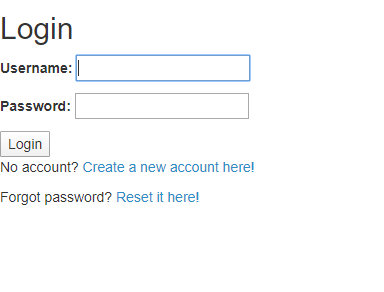 Login
Username:
Password:
Login
No account? Create a new account here!
Forgot password? Reset it here!